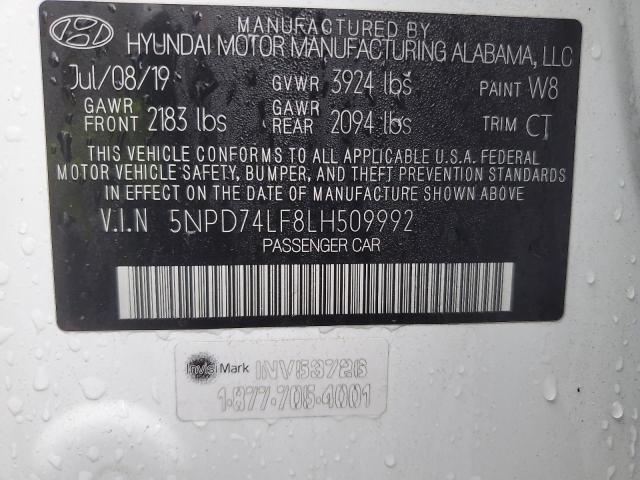 MANUFACTURED BY
HYUNDAI MOTOR MANUFACTURING ALABAMA, LLC
Jul/08/19 GVWR 3924 lbs PAINT W8
GAWR FRONT 2183 lbs GAWR REAR 2094 lbs TRIM CT
THIS VEHICLE CONFORMS TO ALL APPLICABLE U.S.A. FEDERAL
MOTOR VEHICLE SAFETY, BUMPER, AND THEFT PREVENTION STANDARDS
IN EFFECT ON THE DATE OF MANUFACTURE SHOWN ABOVE.
V.I.N 5NPD74LF8LH509992
PASSENGER CAR
InvisiMark INV53726
1-877-705-4001